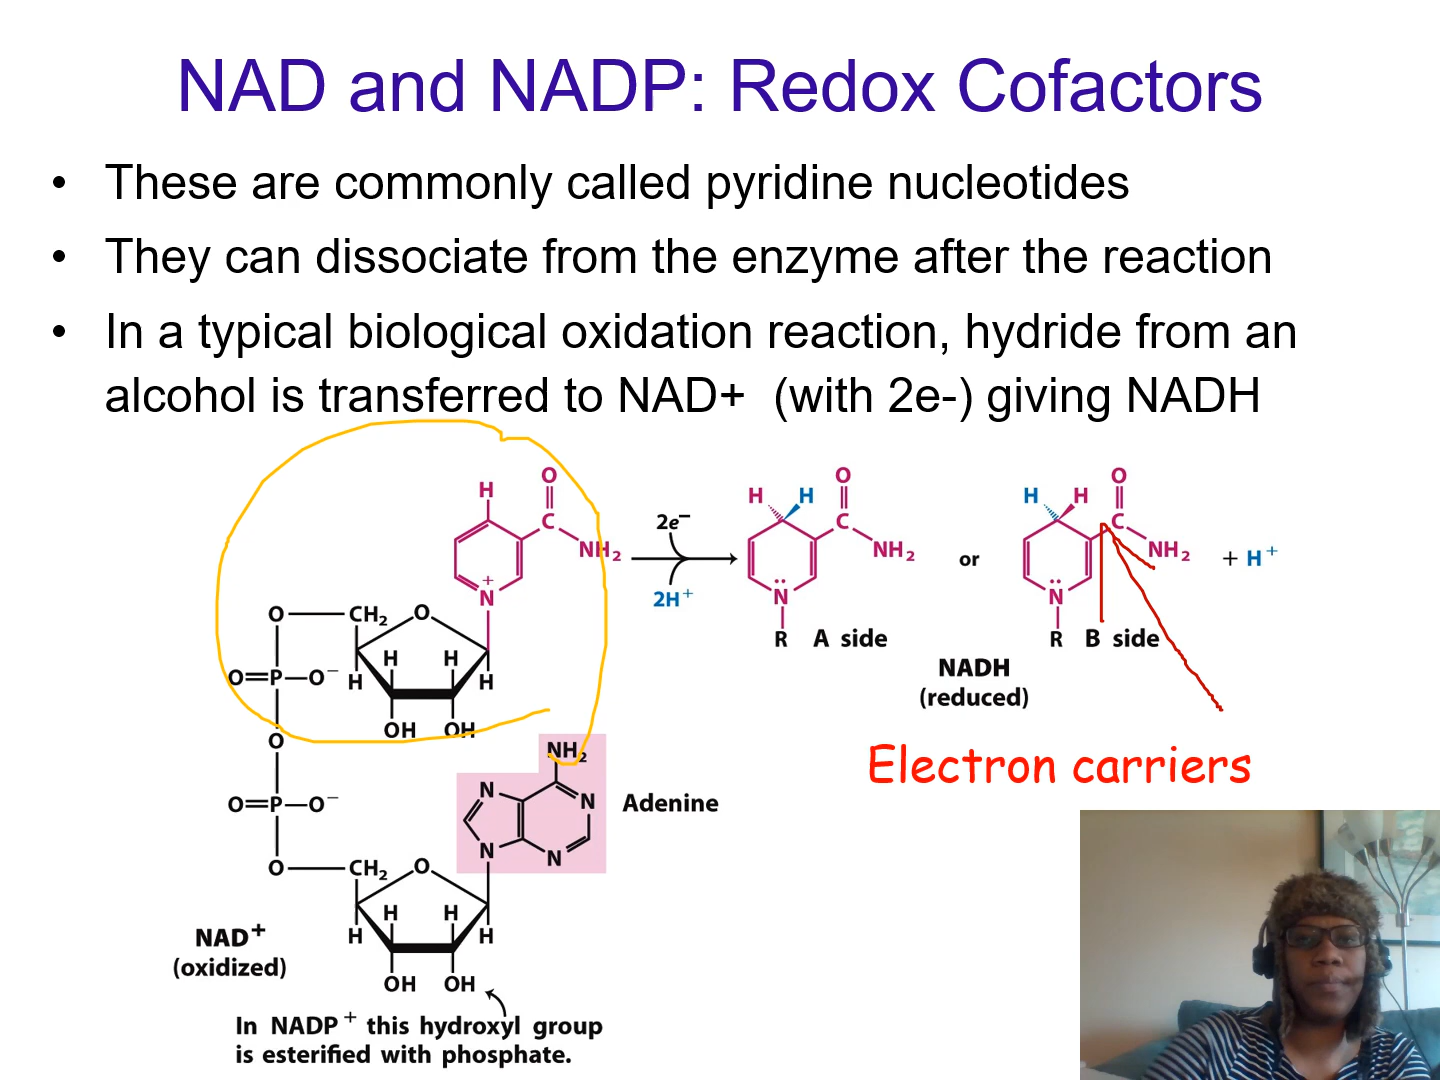 NAD and NADP: Redox Cofactors
• These are commonly called pyridine nucleotides
• They can dissociate from the enzyme after the reaction
• In a typical biological oxidation reaction, hydride from an
alcohol is transferred to NAD+ (with 2e-) giving NADH
H
O
C
NH₂
N
+
2e⁻
2H⁺
H H
O
C
NH₂
N
R A side
or
H H
O
C
NH₂
N
R B side
+ H⁺
NADH
(reduced)
O CH₂ O
H H
O=P—O⁻ H H
OH OH
O
O=P—O⁻
NH₂
N N
N N
Adenine
O CH₂ O
H H
H H
OH OH
NAD⁺
(oxidized)
In NADP⁺ this hydroxyl group
is esterified with phosphate.
Electron carriers